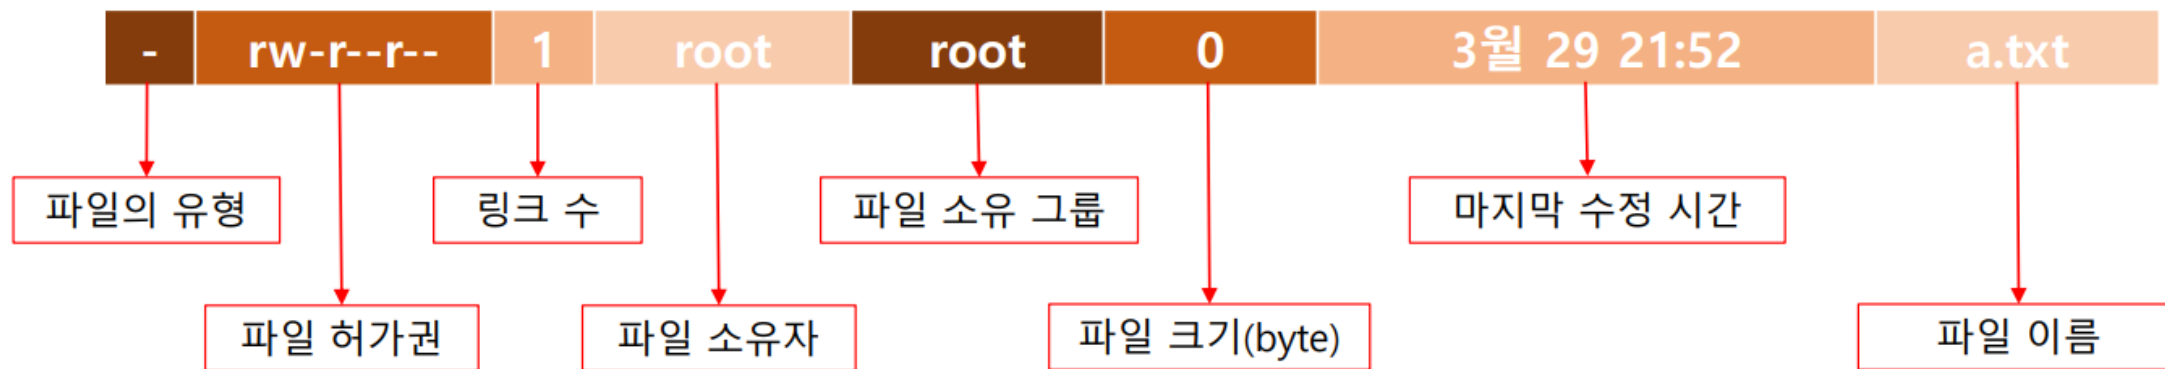 - rw-r--r-- 1 root root 0 3월 29 21:52 a.txt
파일의 유형 링크 수 파일 소유 그룹 마지막 수정 시간
파일 허가권 파일 소유자 파일 크기(byte) 파일 이름